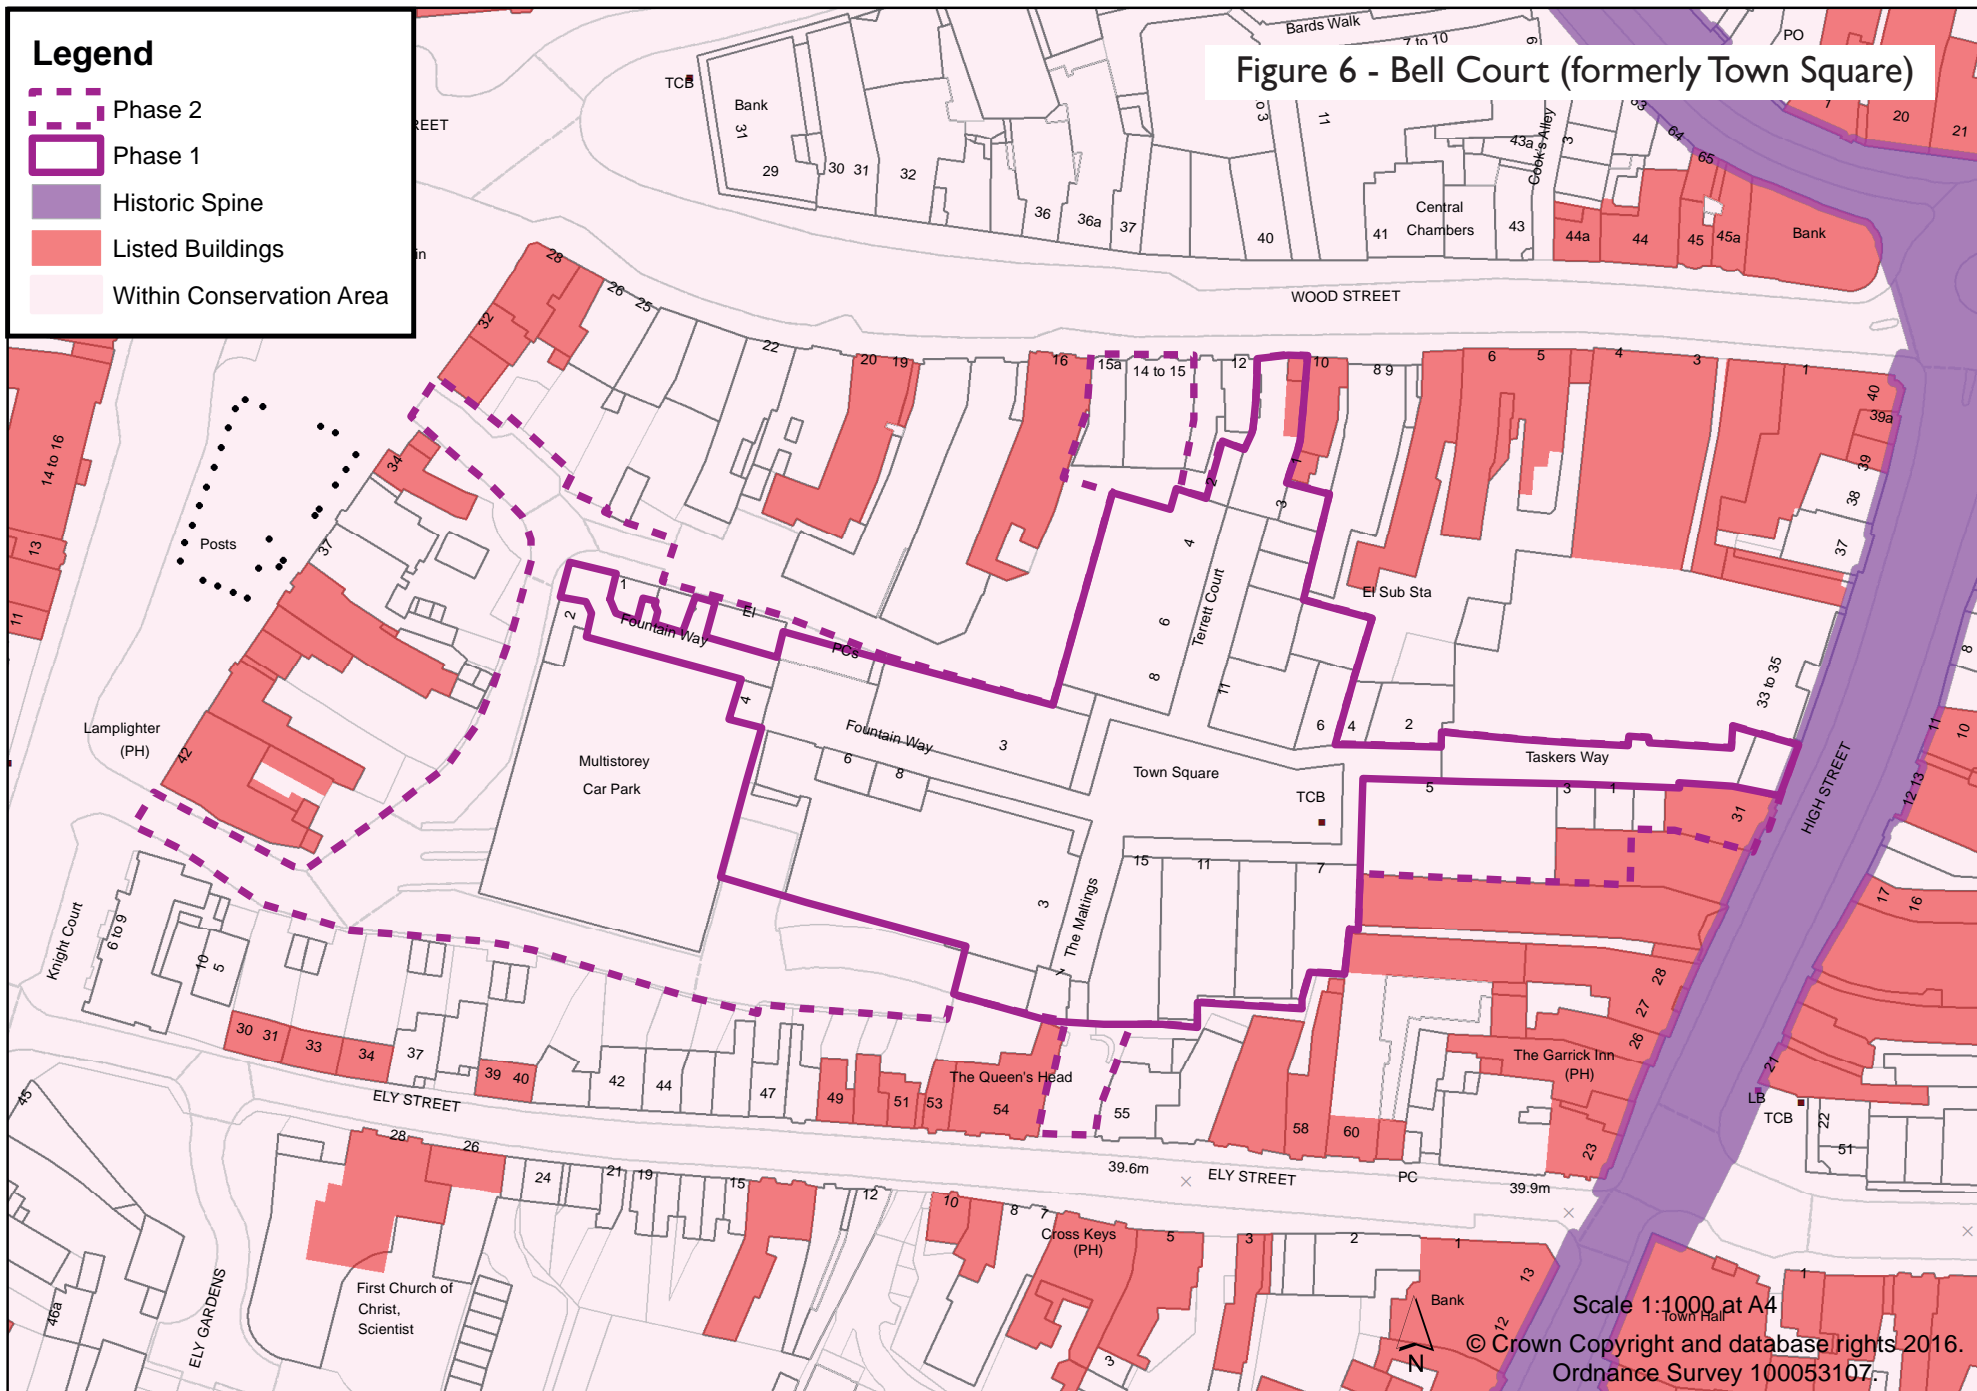 Legend
Phase 2
Phase 1
Historic Spine
Listed Buildings
Within Conservation Area
Figure 6 - Bell Court (formerly Town Square)
Bards Walk
7 to 10
PO
TCB
Bank
31
29
30
31
32
36
36a
37
40
11
41
Central
Chambers
43
43a
Cook's Alley
3
44a
44
45
45a
65
64
Bank
1
20
21
REET
in
WOOD STREET
28
26
25
32
22
20
19
16
15a
14 to 15
12
10
8 9
6
5
4
3
1
40
39a
39
38
37
14 to 16
13
11
Posts
34
37
1
2
3
4
6
8
11
Terrett Court
El Sub Sta
33 to 35
8
1
2
El
Fountain Way
PCs
4
Fountain Way
3
6
8
6
4
2
Lamplighter
(PH)
42
Multistorey
Car Park
Town Square
TCB
Taskers Way
5
3
1
31
HIGH STREET
11
10
12 13
17
16
15
11
7
3
The Maltings
Knight Court
6 to 9
10
5
28
27
26
The Garrick Inn
(PH)
21
LB
TCB
22
51
30
31
33
34
37
39
40
42
44
47
49
51
53
The Queen's Head
54
55
58
60
23
ELY STREET
39.6m
ELY STREET
PC
39.9m
45
28
26
24
21
19
15
12
10
8
7
Cross Keys
(PH)
5
3
2
1
13
Bank
12
3
1
46a
ELY GARDENS
First Church of
Christ,
Scientist
Town Hall
N
Scale 1:1000 at A4
© Crown Copyright and database rights 2016.
Ordnance Survey 100053107.